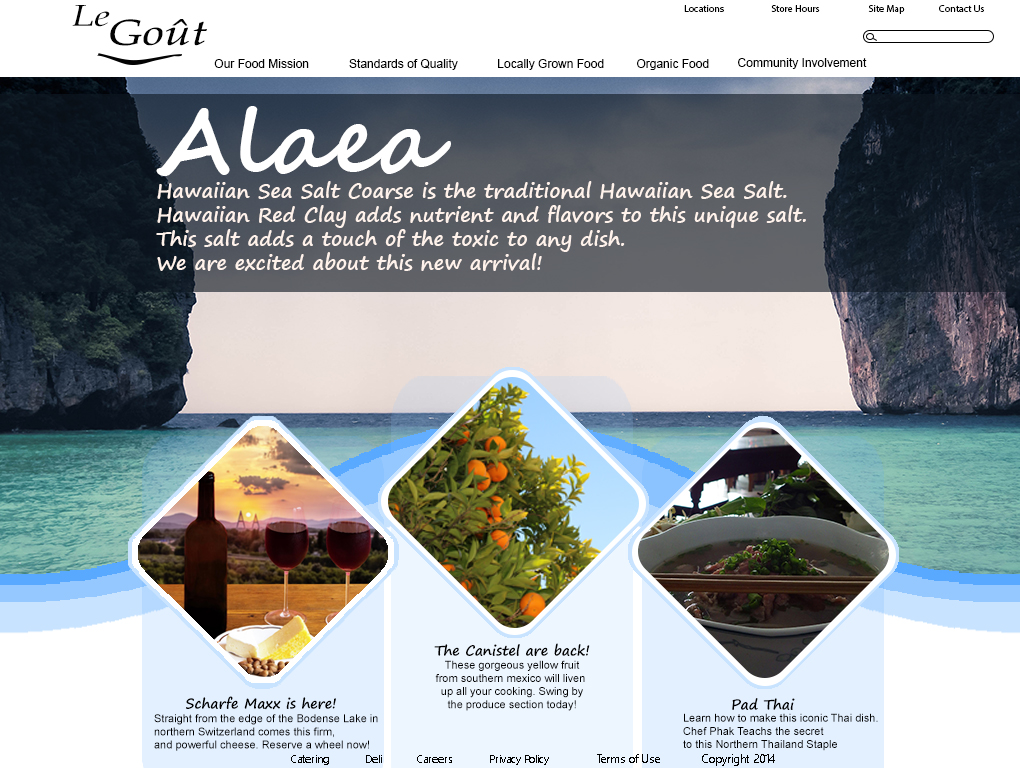 Le
Goût
Locations
Store Hours
Site Map
Contact Us
Our Food Mission
Standards of Quality
Locally Grown Food
Organic Food
Community Involvement
Alaea
Hawaiian Sea Salt Coarse is the traditional Hawaiian Sea Salt.
Hawaiian Red Clay adds nutrient and flavors to this unique salt.
This salt adds a touch of the toxic to any dish.
We are excited about this new arrival!
Scharfe Maxx is here!
Straight from the edge of the Bodense Lake in
northern Switzerland comes this firm,
and powerful cheese. Reserve a wheel now!
The Canistel are back!
These gorgeous yellow fruit
from southern mexico will liven
up all your cooking. Swing by
the produce section today!
Pad Thai
Learn how to make this iconic Thai dish.
Chef Phak Teachs the secret
to this Northern Thailand Staple
Catering
Deli
Careers
Privacy Policy
Terms of Use
Copyright 2014